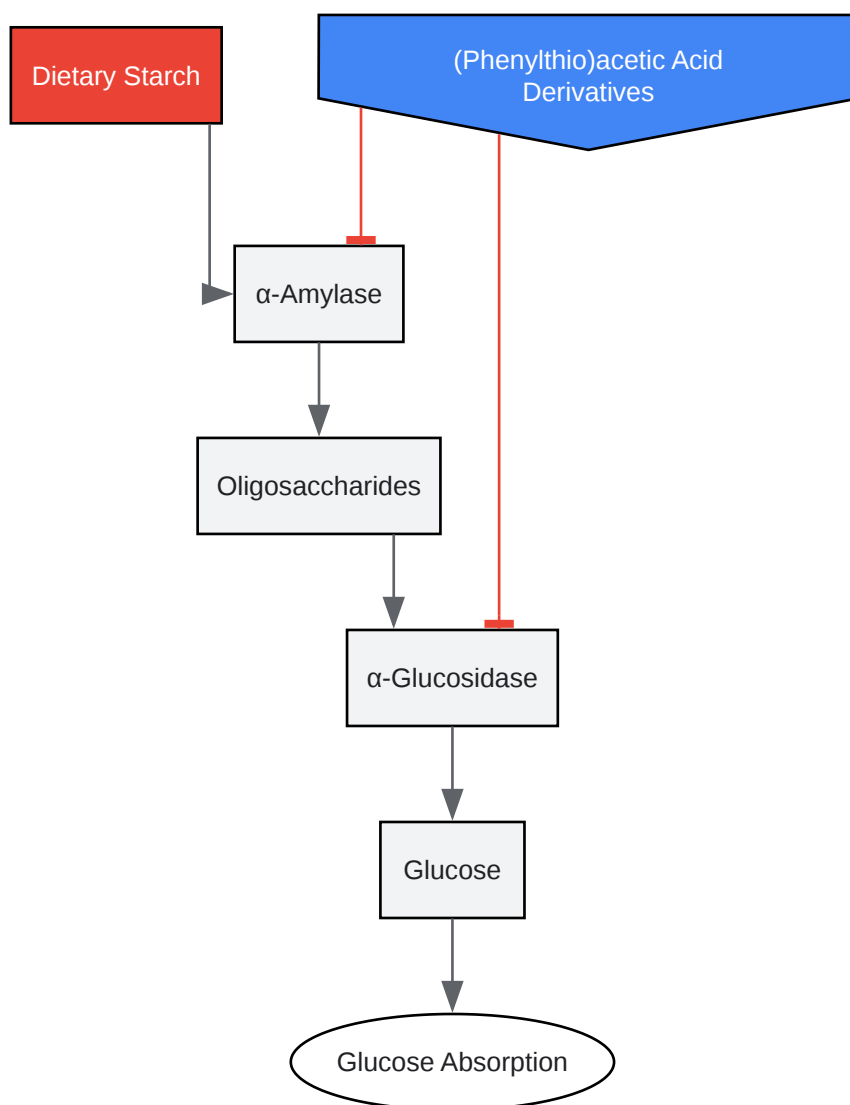 Dietary Starch
(Phenylthio)acetic Acid
Derivatives
α-Amylase
Oligosaccharides
α-Glucosidase
Glucose
Glucose Absorption